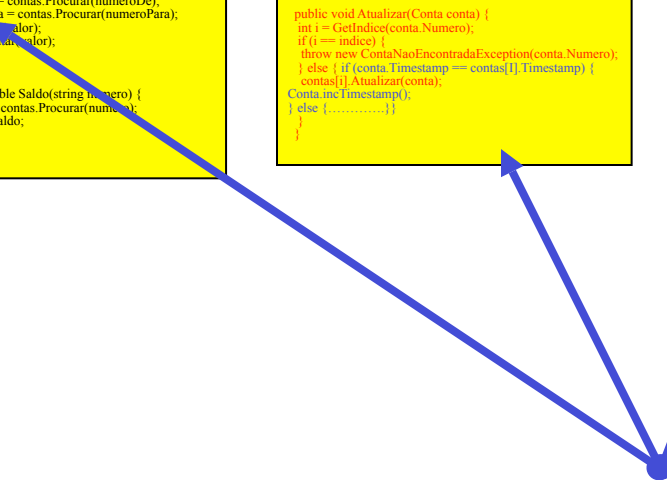 = contas.Procurar(numeroDe);
a = contas.Procurar(numeroPara);
alor);
tar(valor);
ble Saldo(string numero) {
contas.Procurar(numero);
aldo;
public void Atualizar(Conta conta) {
int i = GetIndice(conta.Numero);
if (i == indice) {
throw new ContaNaoEncontradaException(conta.Numero);
} else { if (conta.Timestamp == contas[I].Timestamp) {
contas[i].Atualizar(conta);
Conta.incTimestamp();
} else {………….}}
}
}